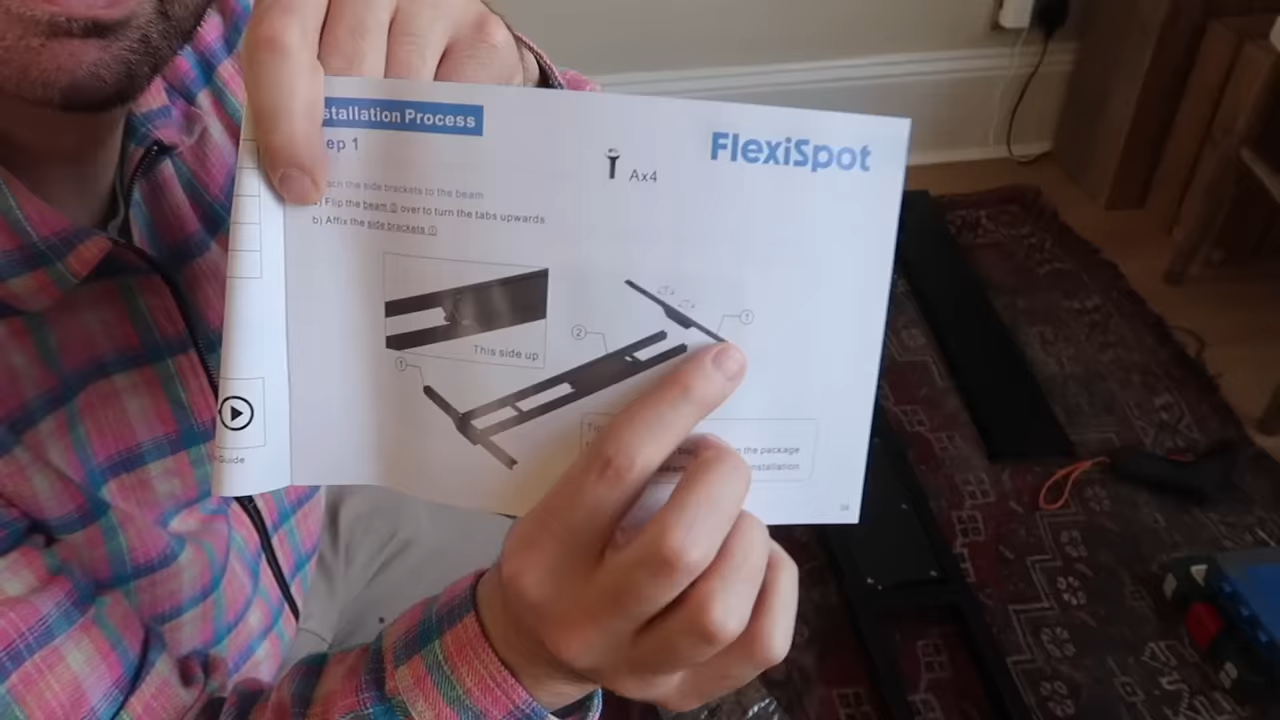 stallation Process
FlexiSpot
ep 1
Ax4
ach the side brackets to the beam
a) Flip the beam ② over to turn the tabs upwards
b) Affix the side brackets ①
This side up
②
①
①
Tip
n the package
nstallation
Guide